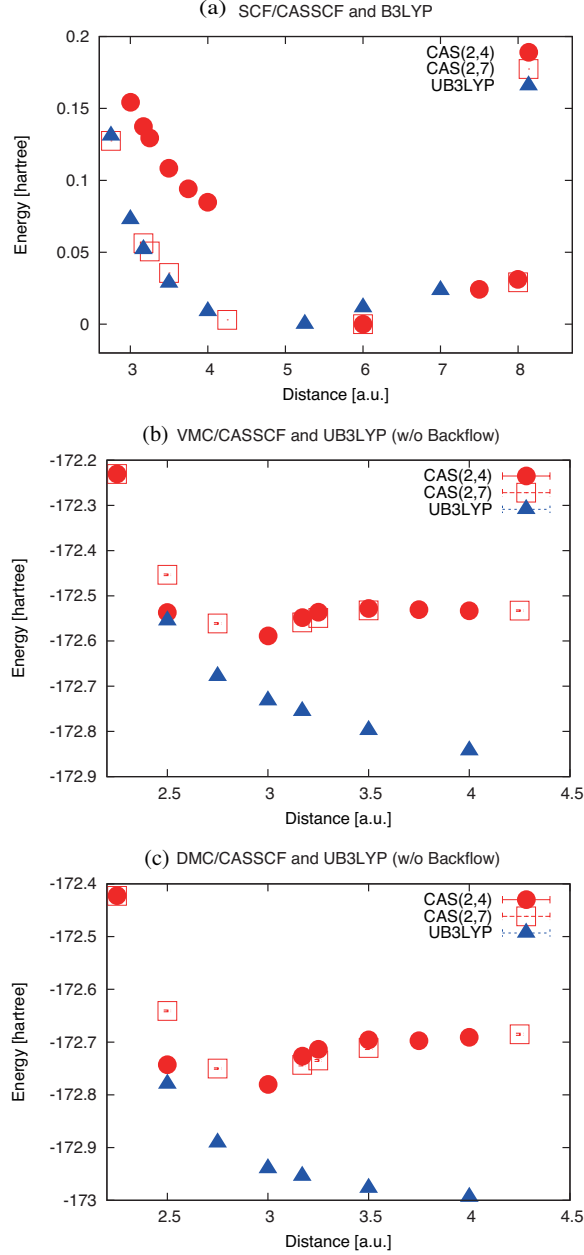 (a) SCF/CASSCF and B3LYP
CAS(2,4)
CAS(2,7)
UB3LYP
Energy [hartree]
0.2
0.15
0.1
0.05
0
3 4 5 6 7 8
Distance [a.u.]
(b) VMC/CASSCF and UB3LYP (w/o Backflow)
CAS(2,4)
CAS(2,7)
UB3LYP
Energy [hartree]
-172.2
-172.3
-172.4
-172.5
-172.6
-172.7
-172.8
-172.9
2.5 3 3.5 4 4.5
Distance [a.u.]
(c) DMC/CASSCF and UB3LYP (w/o Backflow)
CAS(2,4)
CAS(2,7)
UB3LYP
Energy [hartree]
-172.4
-172.5
-172.6
-172.7
-172.8
-172.9
-173
2.5 3 3.5 4 4.5
Distance [a.u.]